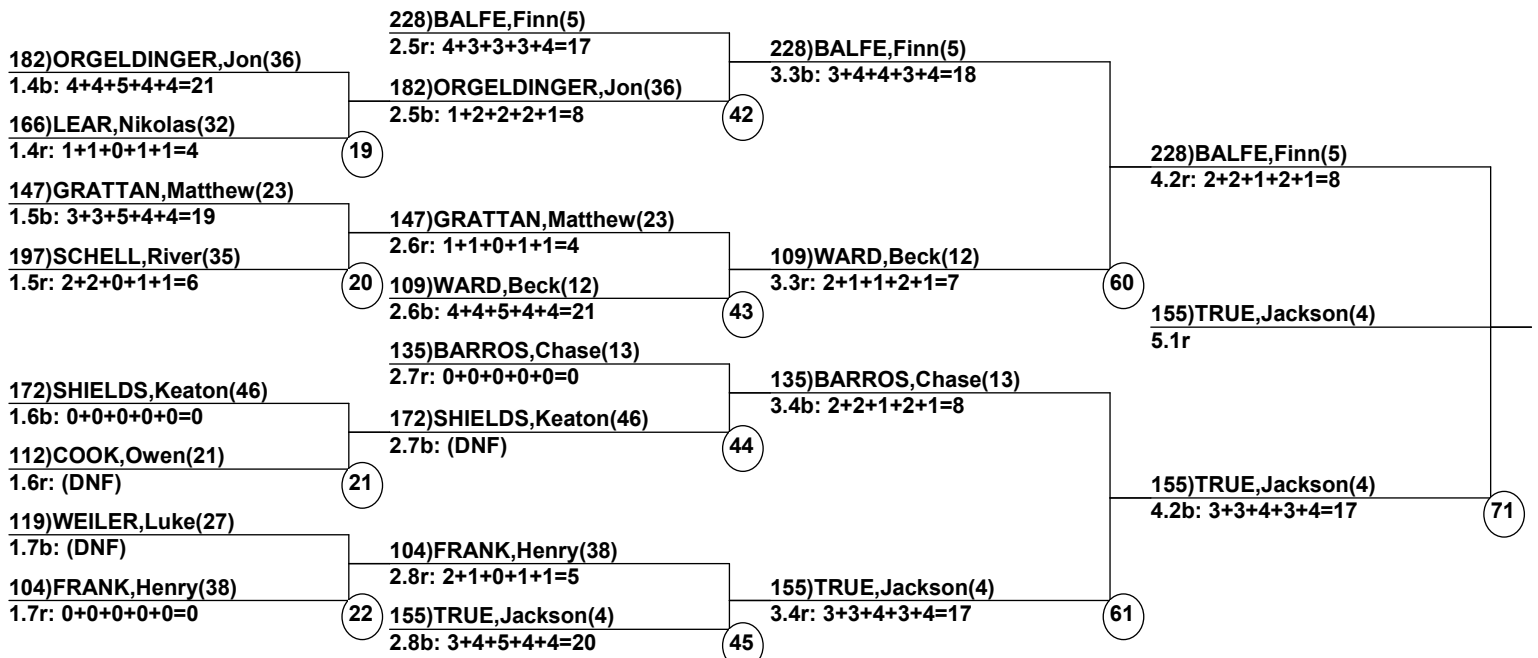 182)ORGELDINGER,Jon(36)
1.4b: 4+4+5+4+4=21
166)LEAR,Nikolas(32)
1.4r: 1+1+0+1+1=4
19
147)GRATTAN,Matthew(23)
1.5b: 3+3+5+4+4=19
197)SCHELL,River(35)
1.5r: 2+2+0+1+1=6
20
172)SHIELDS,Keaton(46)
1.6b: 0+0+0+0+0=0
112)COOK,Owen(21)
1.6r: (DNF)
21
119)WEILER,Luke(27)
1.7b: (DNF)
104)FRANK,Henry(38)
1.7r: 0+0+0+0+0=0
22
228)BALFE,Finn(5)
2.5r: 4+3+3+3+4=17
182)ORGELDINGER,Jon(36)
2.5b: 1+2+2+2+1=8
42
147)GRATTAN,Matthew(23)
2.6r: 1+1+0+1+1=4
109)WARD,Beck(12)
2.6b: 4+4+5+4+4=21
43
135)BARROS,Chase(13)
2.7r: 0+0+0+0+0=0
172)SHIELDS,Keaton(46)
2.7b: (DNF)
44
104)FRANK,Henry(38)
2.8r: 2+1+0+1+1=5
155)TRUE,Jackson(4)
2.8b: 3+4+5+4+4=20
45
228)BALFE,Finn(5)
3.3b: 3+4+4+3+4=18
109)WARD,Beck(12)
3.3r: 2+1+1+2+1=7
60
135)BARROS,Chase(13)
3.4b: 2+2+1+2+1=8
155)TRUE,Jackson(4)
3.4r: 3+3+4+3+4=17
61
228)BALFE,Finn(5)
4.2r: 2+2+1+2+1=8
155)TRUE,Jackson(4)
4.2b: 3+3+4+3+4=17
71
155)TRUE,Jackson(4)
5.1r